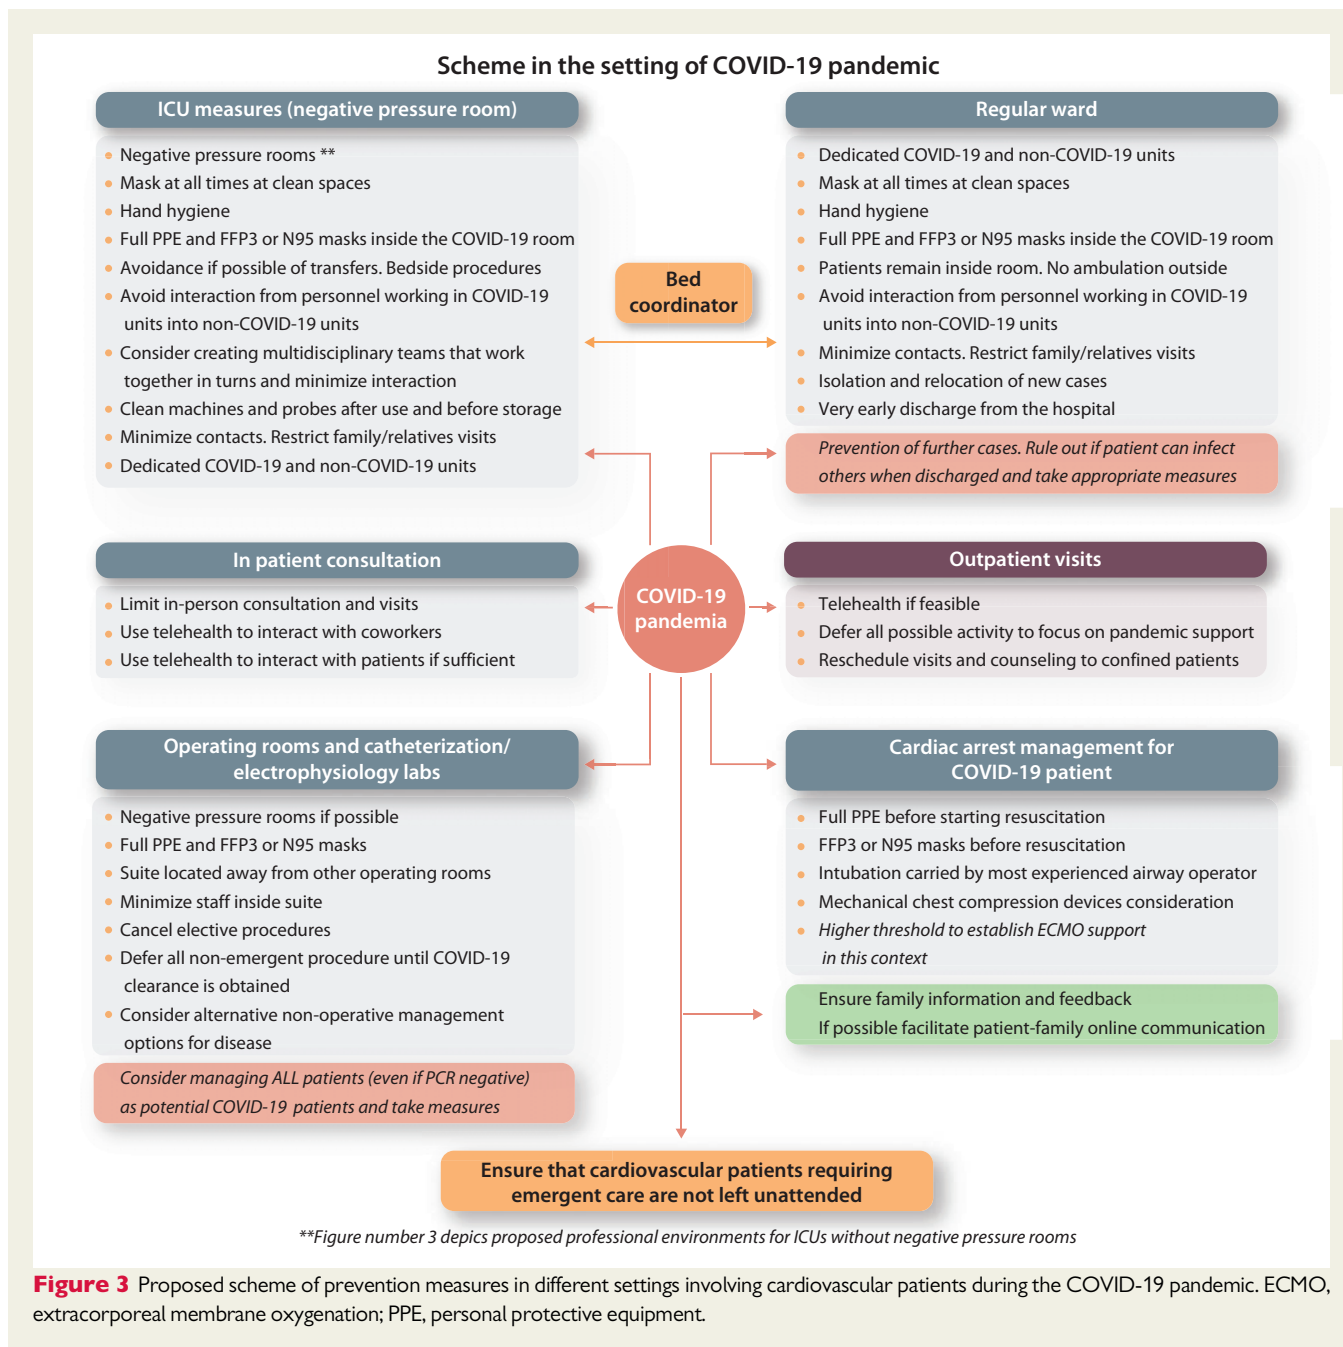 Scheme in the setting of COVID-19 pandemic
ICU measures (negative pressure room)
Negative pressure rooms **
Mask at all times at clean spaces
Hand hygiene
Full PPE and FFP3 or N95 masks inside the COVID-19 room
Avoidance if possible of transfers. Bedside procedures
Avoid interaction from personnel working in COVID-19
units into non-COVID-19 units
Consider creating multidisciplinary teams that work
together in turns and minimize interaction
Clean machines and probes after use and before storage
Minimize contacts. Restrict family/relatives visits
Dedicated COVID-19 and non-COVID-19 units
Bed
coordinator
Regular ward
Dedicated COVID-19 and non-COVID-19 units
Mask at all times at clean spaces
Hand hygiene
Full PPE and FFP3 or N95 masks inside the COVID-19 room
Patients remain inside room. No ambulation outside
Avoid interaction from personnel working in COVID-19
units into non-COVID-19 units
Minimize contacts. Restrict family/relatives visits
Isolation and relocation of new cases
Very early discharge from the hospital
Prevention of further cases. Rule out if patient can infect
others when discharged and take appropriate measures
In patient consultation
Limit in-person consultation and visits
Use telehealth to interact with coworkers
Use telehealth to interact with patients if sufficient
COVID-19
pandemia
Outpatient visits
Telehealth if feasible
Defer all possible activity to focus on pandemic support
Reschedule visits and counseling to confined patients
Operating rooms and catheterization/
electrophysiology labs
Negative pressure rooms if possible
Full PPE and FFP3 or N95 masks
Suite located away from other operating rooms
Minimize staff inside suite
Cancel elective procedures
Defer all non-emergent procedure until COVID-19
clearance is obtained
Consider alternative non-operative management
options for disease
Consider managing ALL patients (even if PCR negative)
as potential COVID-19 patients and take measures
Cardiac arrest management for
COVID-19 patient
Full PPE before starting resuscitation
FFP3 or N95 masks before resuscitation
Intubation carried by most experienced airway operator
Mechanical chest compression devices consideration
Higher threshold to establish ECMO support
in this context
Ensure family information and feedback
If possible facilitate patient-family online communication
Ensure that cardiovascular patients requiring
emergent care are not left unattended
**Figure number 3 depics proposed professional environments for ICUs without negative pressure rooms
Figure 3 Proposed scheme of prevention measures in different settings involving cardiovascular patients during the COVID-19 pandemic. ECMO,
extracorporeal membrane oxygenation; PPE, personal protective equipment.